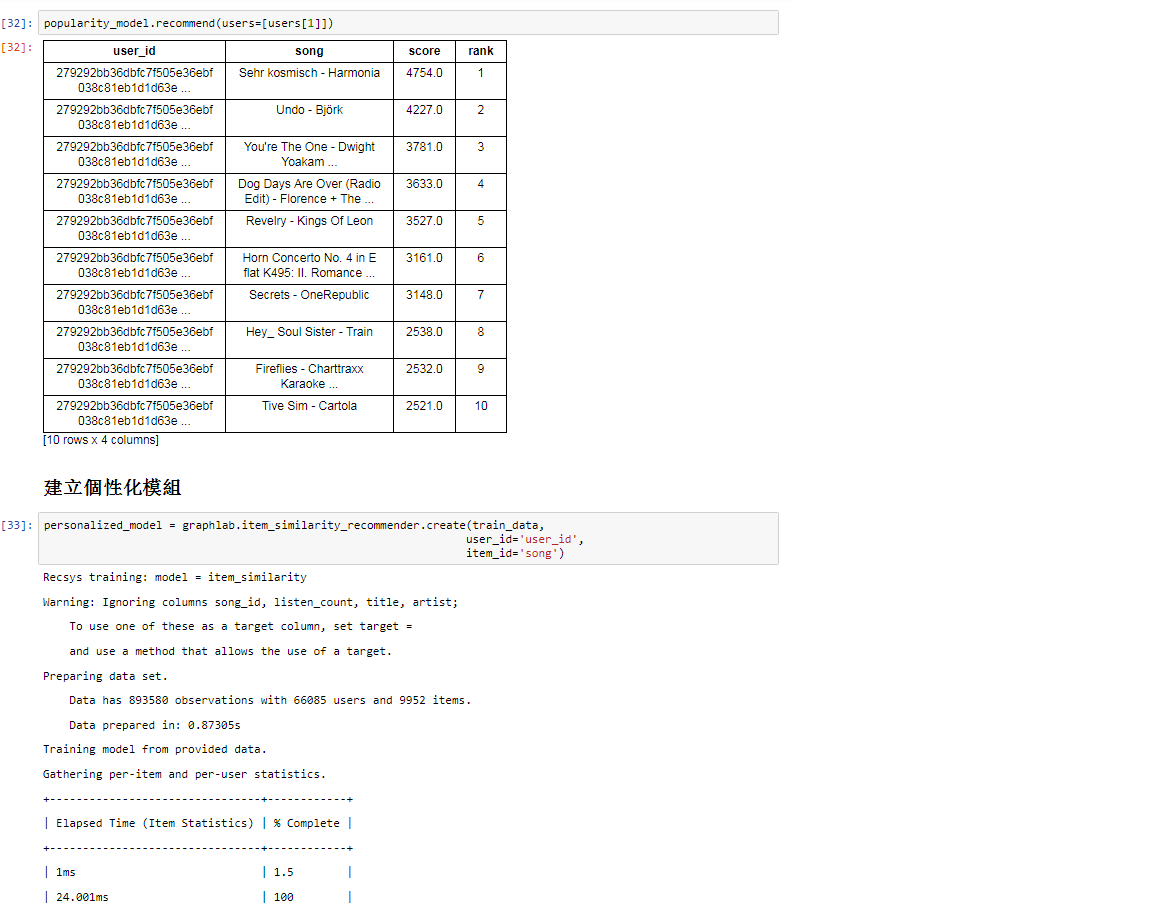 [32]: popularity_model.recommend(users=[users[1]])
[32]:
user_id song score rank
279292bb36dbfc7f505e36ebf Sehr kosmisch - Harmonia 4754.0 1
038c81eb1d1d63e ...
279292bb36dbfc7f505e36ebf Undo - Björk 4227.0 2
038c81eb1d1d63e ...
279292bb36dbfc7f505e36ebf You're The One - Dwight 3781.0 3
038c81eb1d1d63e ... Yoakam ...
279292bb36dbfc7f505e36ebf Dog Days Are Over (Radio 3633.0 4
038c81eb1d1d63e ... Edit) - Florence + The ...
279292bb36dbfc7f505e36ebf Revelry - Kings Of Leon 3527.0 5
038c81eb1d1d63e ...
279292bb36dbfc7f505e36ebf Horn Concerto No. 4 in E 3161.0 6
038c81eb1d1d63e ... flat K495: II. Romance ...
279292bb36dbfc7f505e36ebf Secrets - OneRepublic 3148.0 7
038c81eb1d1d63e ...
279292bb36dbfc7f505e36ebf Hey_ Soul Sister - Train 2538.0 8
038c81eb1d1d63e ...
279292bb36dbfc7f505e36ebf Fireflies - Charttraxx 2532.0 9
038c81eb1d1d63e ... Karaoke ...
279292bb36dbfc7f505e36ebf Tive Sim - Cartola 2521.0 10
038c81eb1d1d63e ...
[10 rows x 4 columns]
建立個性化模組
[33]: personalized_model = graphlab.item_similarity_recommender.create(train_data,
user_id='user_id',
item_id='song')
Recsys training: model = item_similarity
Warning: Ignoring columns song_id, listen_count, title, artist;
To use one of these as a target column, set target =
and use a method that allows the use of a target.
Preparing data set.
Data has 893580 observations with 66085 users and 9952 items.
Data prepared in: 0.87305s
Training model from provided data.
Gathering per-item and per-user statistics.
+--------------------------------+------------+
| Elapsed Time (Item Statistics) | % Complete |
+--------------------------------+------------+
| 1ms | 1.5 |
| 24.001ms | 100 |